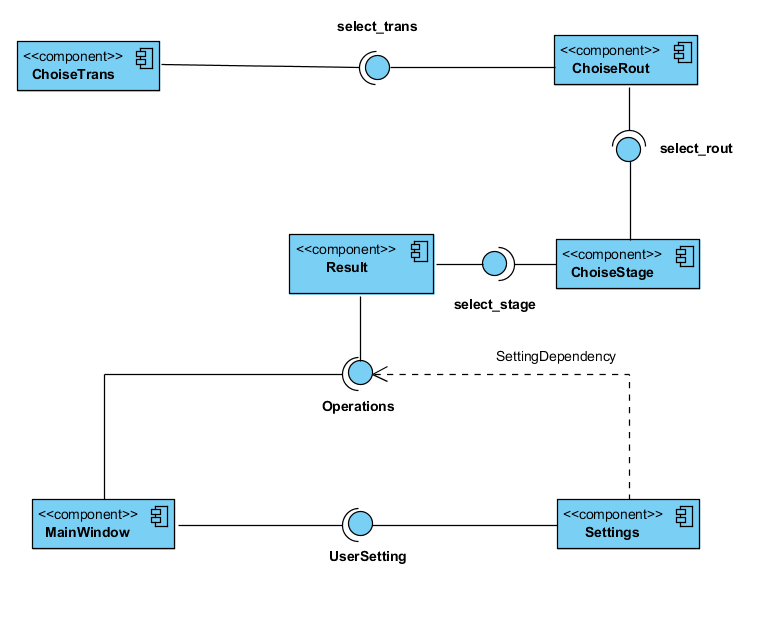 select_trans
<<component>>
ChoiseTrans
<<component>>
ChoiseRout
select_rout
<<component>>
Result
<<component>>
ChoiseStage
select_stage
SettingDependency
Operations
<<component>>
MainWindow
<<component>>
Settings
UserSetting